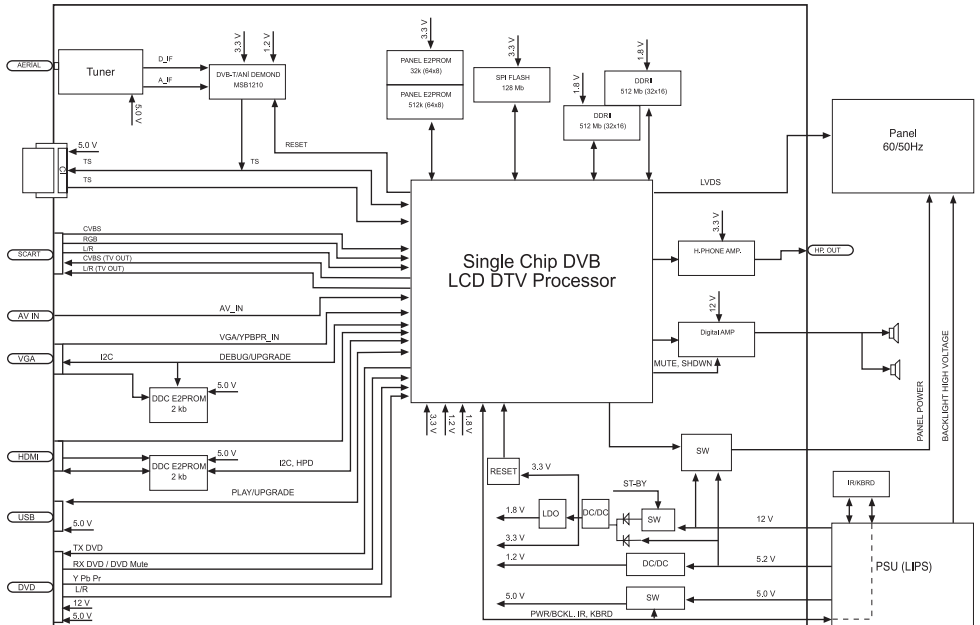 AERIAL
Tuner
D_IF
A_IF
5.0 V
3.3 V
1.2 V
DVB-T/ANİ DEMOND
MSB1210
RESET
3.3 V
PANEL E2PROM
32k (64x8)
PANEL E2PROM
512k (64x8)
3.3 V
SPI FLASH
128 Mb
1.8 V
DDRII
512 Mb (32x16)
1.8 V
DDRII
512 Mb (32x16)
Panel
60/50Hz
LVDS
CI
5.0 V
TS
TS
TS
SCART
CVBS
RGB
L/R
CVBS (TV OUT)
L/R (TV OUT)
Single Chip DVB
LCD DTV Processor
3.3 V
H.PHONE AMP.
HP. OUT
AV IN
AV_IN
12 V
Digital AMP
MUTE, SHDWN
VGA
VGA/YPBPR_IN
I2C
DEBUG/UPGRADE
DDC E2PROM
2 kb
5.0 V
3.3 V
1.2 V
1.8 V
PANEL POWER
BACKLIGHT HIGH VOLTAGE
HDMI
DDC E2PROM
2 kb
5.0 V
I2C, HPD
RESET
3.3 V
SW
USB
PLAY/UPGRADE
5.0 V
ST-BY
1.8 V
LDO
DC/DC
SW
12 V
IR/KBRD
3.3 V
1.2 V
DC/DC
5.2 V
PSU (LIPS)
DVD
TX DVD
RX DVD / DVD Mute
Y Pb Pr
L/R
12 V
5.0 V
5.0 V
SW
5.0 V
PWR/BCKL. IR, KBRD